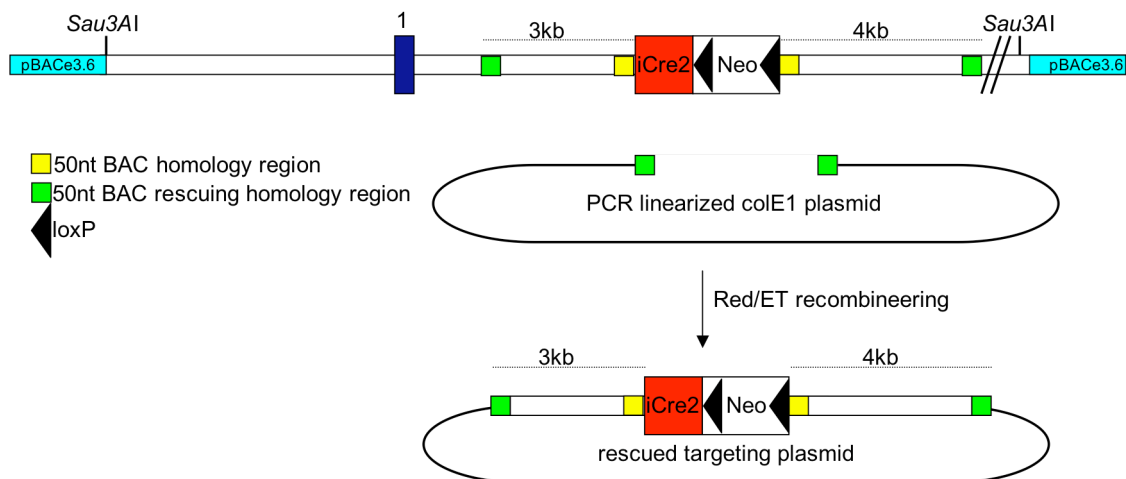 Sau3AI
1
3kb
4kb
Sau3AI
pBACe3.6
iCre2
Neo
pBACe3.6
50nt BAC homology region
50nt BAC rescuing homology region
loxP
PCR linearized colE1 plasmid
Red/ET recombineering
3kb
4kb
iCre2
Neo
rescued targeting plasmid